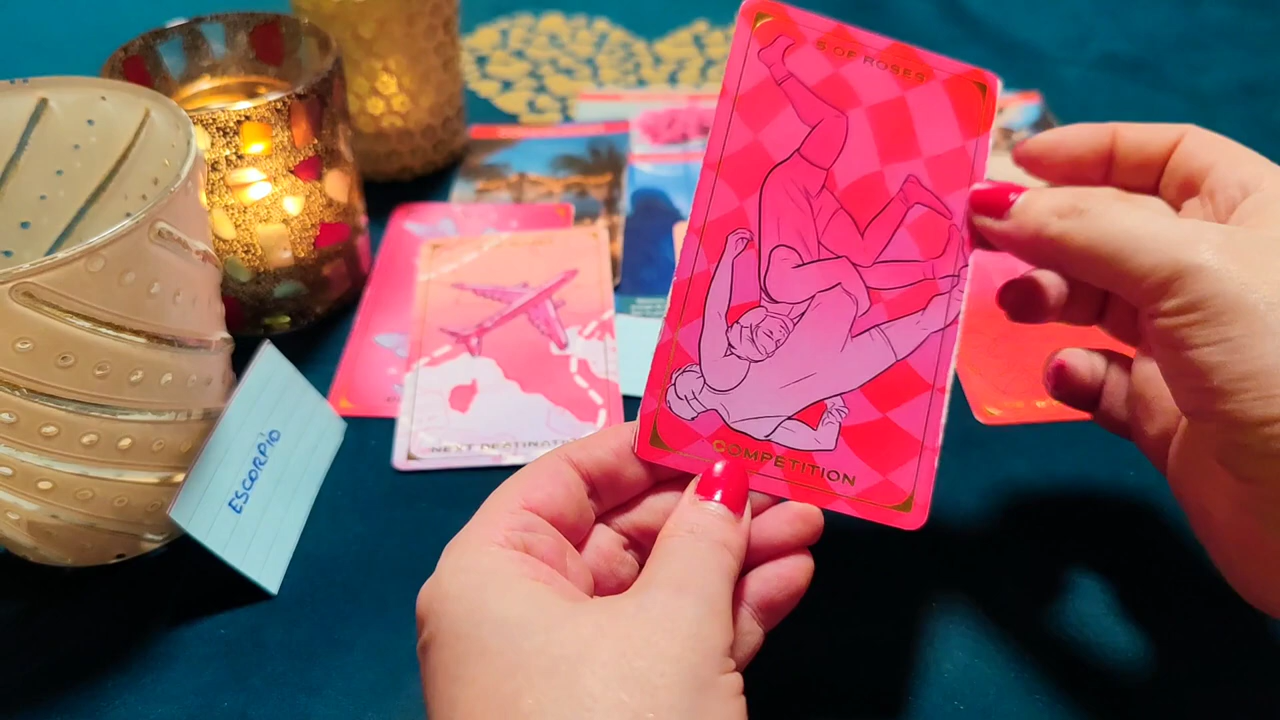 5 OF ROSES
COMPETITION
NEXT DESTINATION
ESCORPIO